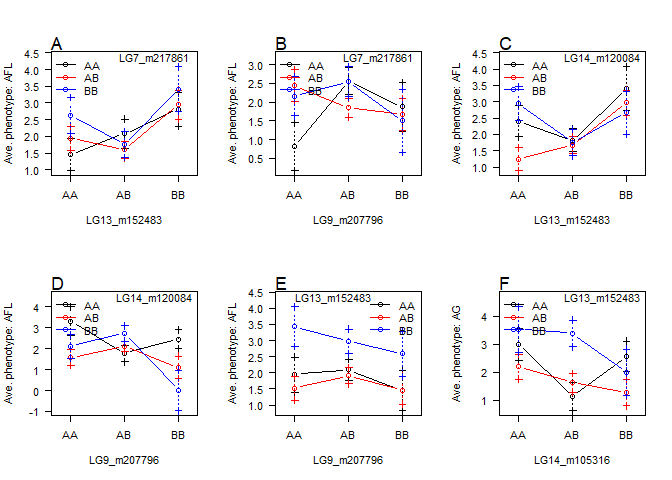 A
LG7_m217861
AA
AB
BB
Ave. phenotype: AFL
4.5
4.0
3.5
3.0
2.5
2.0
1.5
1.0
AA AB BB
LG13_m152483
B
LG7_m217861
AA
AB
BB
Ave. phenotype: AFL
3.0
2.5
2.0
1.5
1.0
0.5
AA AB BB
LG9_m207796
C
LG14_m120084
AA
AB
BB
Ave. phenotype: AFL
4.5
4.0
3.5
3.0
2.5
2.0
1.5
1.0
AA AB BB
LG13_m152483
D
LG14_m120084
AA
AB
BB
Ave. phenotype: AFL
4
3
2
1
0
-1
AA AB BB
LG9_m207796
E
LG13_m152483
AA
AB
BB
Ave. phenotype: AFL
4.5
4.0
3.5
3.0
2.5
2.0
1.5
1.0
AA AB BB
LG9_m207796
F
LG13_m152483
AA
AB
BB
Ave. phenotype: AG
4
3
2
1
AA AB BB
LG14_m105316